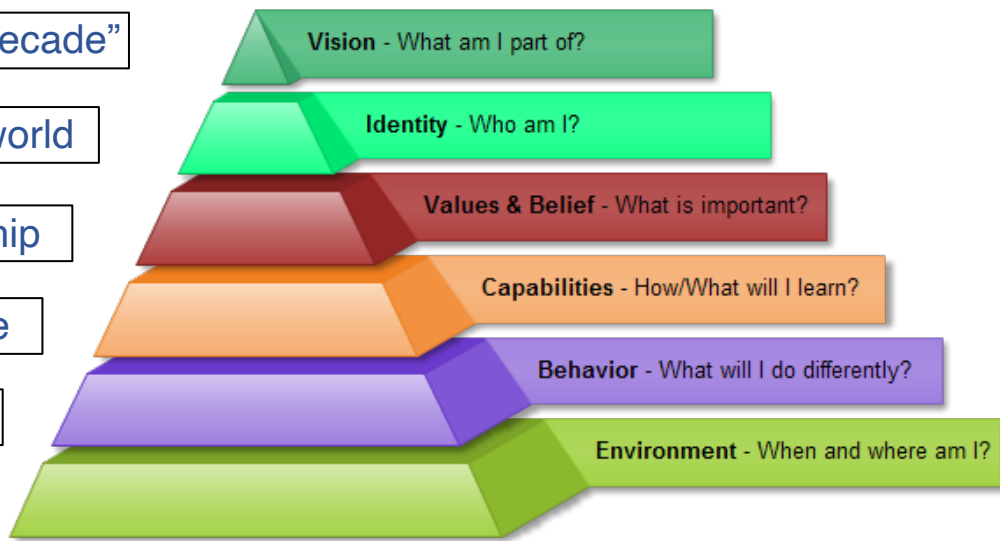 ecade”
Vision - What am I part of?
world
Identity - Who am I?
Values & Belief - What is important?
hip
Capabilities - How/What will I learn?
e
Behavior - What will I do differently?
Environment - When and where am I?